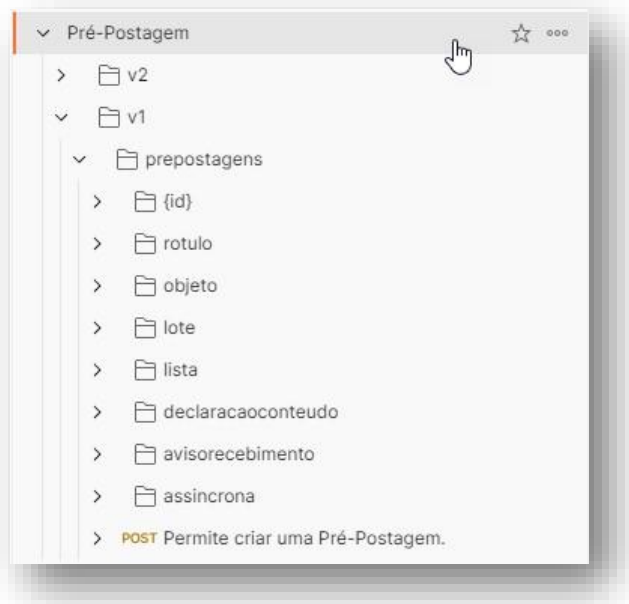 Pré-Postagem
v2
v1
prepostagens
{id}
rotulo
objeto
lote
lista
declaracaoconteudo
avisorecebimento
assincrona
POST Permite criar uma Pré-Postagem.